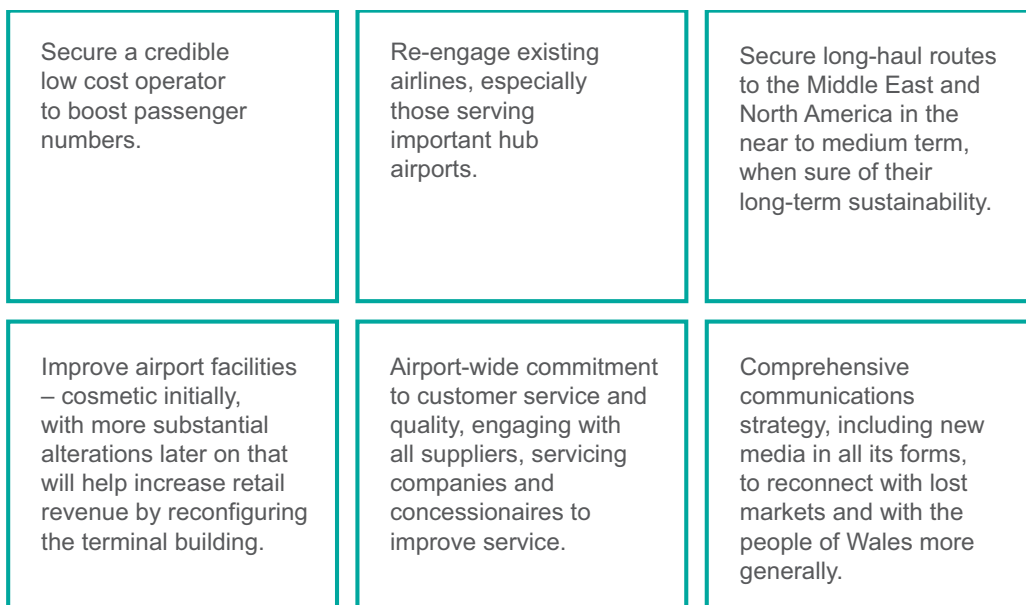 Secure a credible
low cost operator
to boost passenger
numbers.
Re-engage existing
airlines, especially
those serving
important hub
airports.
Secure long-haul routes
to the Middle East and
North America in the
near to medium term,
when sure of their
long-term sustainability.
Improve airport facilities
– cosmetic initially,
with more substantial
alterations later on that
will help increase retail
revenue by reconfiguring
the terminal building.
Airport-wide commitment
to customer service and
quality, engaging with
all suppliers, servicing
companies and
concessionaires to
improve service.
Comprehensive
communications
strategy, including new
media in all its forms,
to reconnect with lost
markets and with the
people of Wales more
generally.